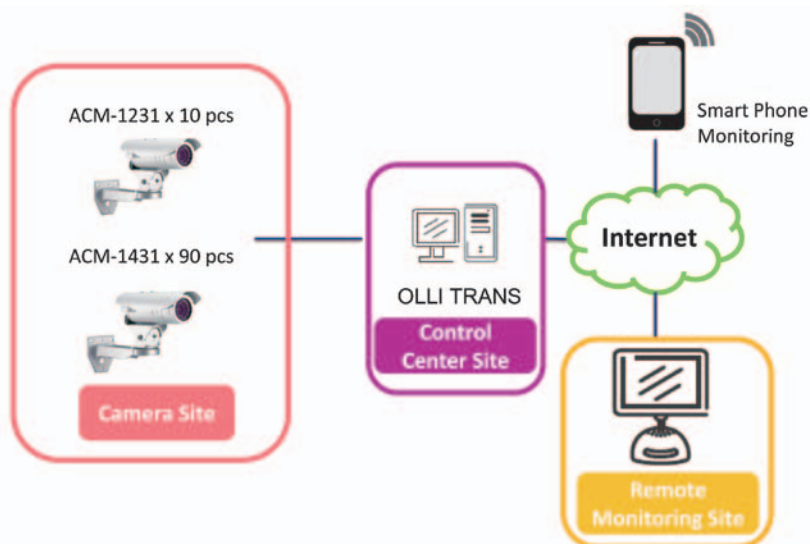 ACM-1231 x 10 pcs
ACM-1431 x 90 pcs
Camera Site
OLLI TRANS
Control
Center Site
Internet
Smart Phone
Monitoring
Remote
Monitoring Site